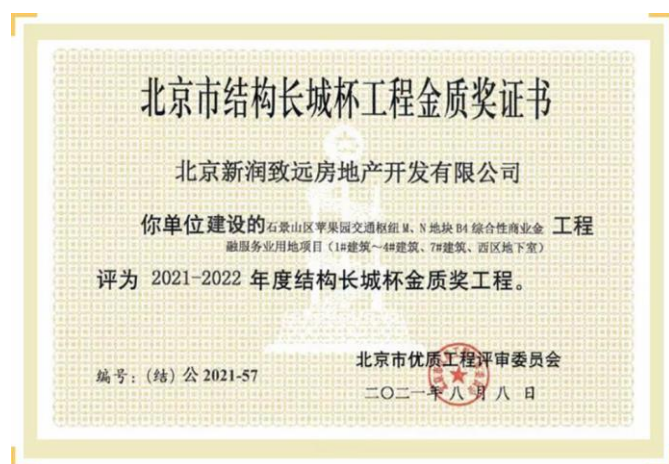 北京市结构长城杯工程金质奖证书
北京新润致远房地产开发有限公司
你单位建设的石景山区苹果园交通枢纽M、N地块B4综合性商业金工程
融服务业用地项目（1#建筑～4#建筑、7#建筑、西区地下室）
评为 2021-2022 年度结构长城杯金质奖工程。
北京市优质工程评审委员会
编号：(结) 公 2021-57
二〇二一年八月八日